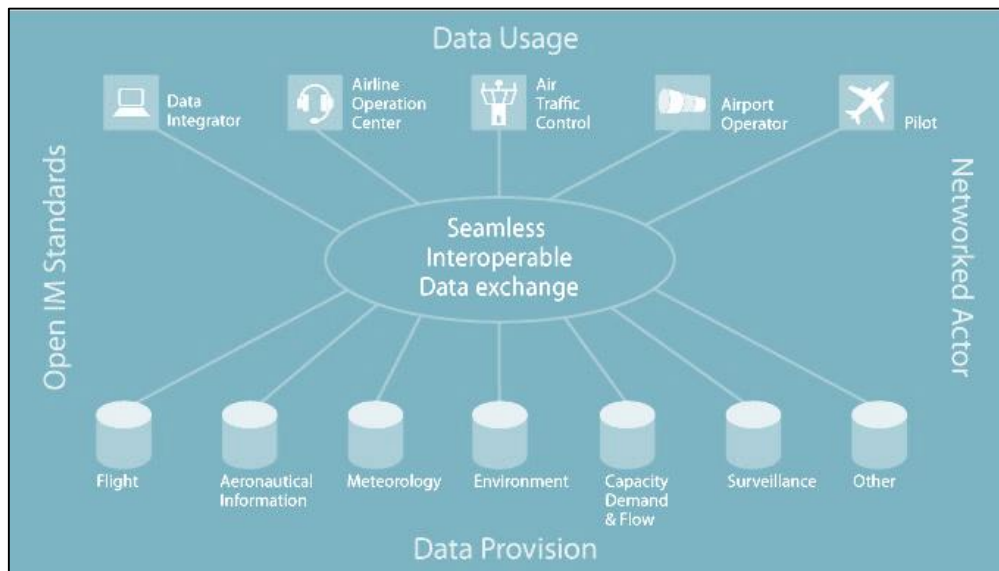 Data Usage
Data
Integrator
Airline
Operation
Center
Air
Traffic
Control
Airport
Operator
Pilot
Open IM Standards
Networked Actor
Seamless
Interoperable
Data exchange
Flight
Aeronautical
Information
Meteorology
Environment
Capacity
Demand
& Flow
Surveillance
Other
Data Provision